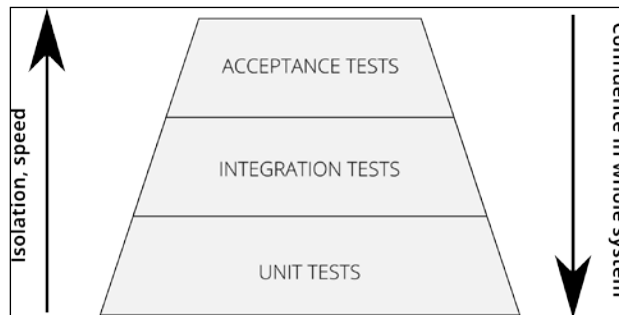 ACCEPTANCE TESTS
INTEGRATION TESTS
UNIT TESTS
Isolation, speed
Confidence in whole system